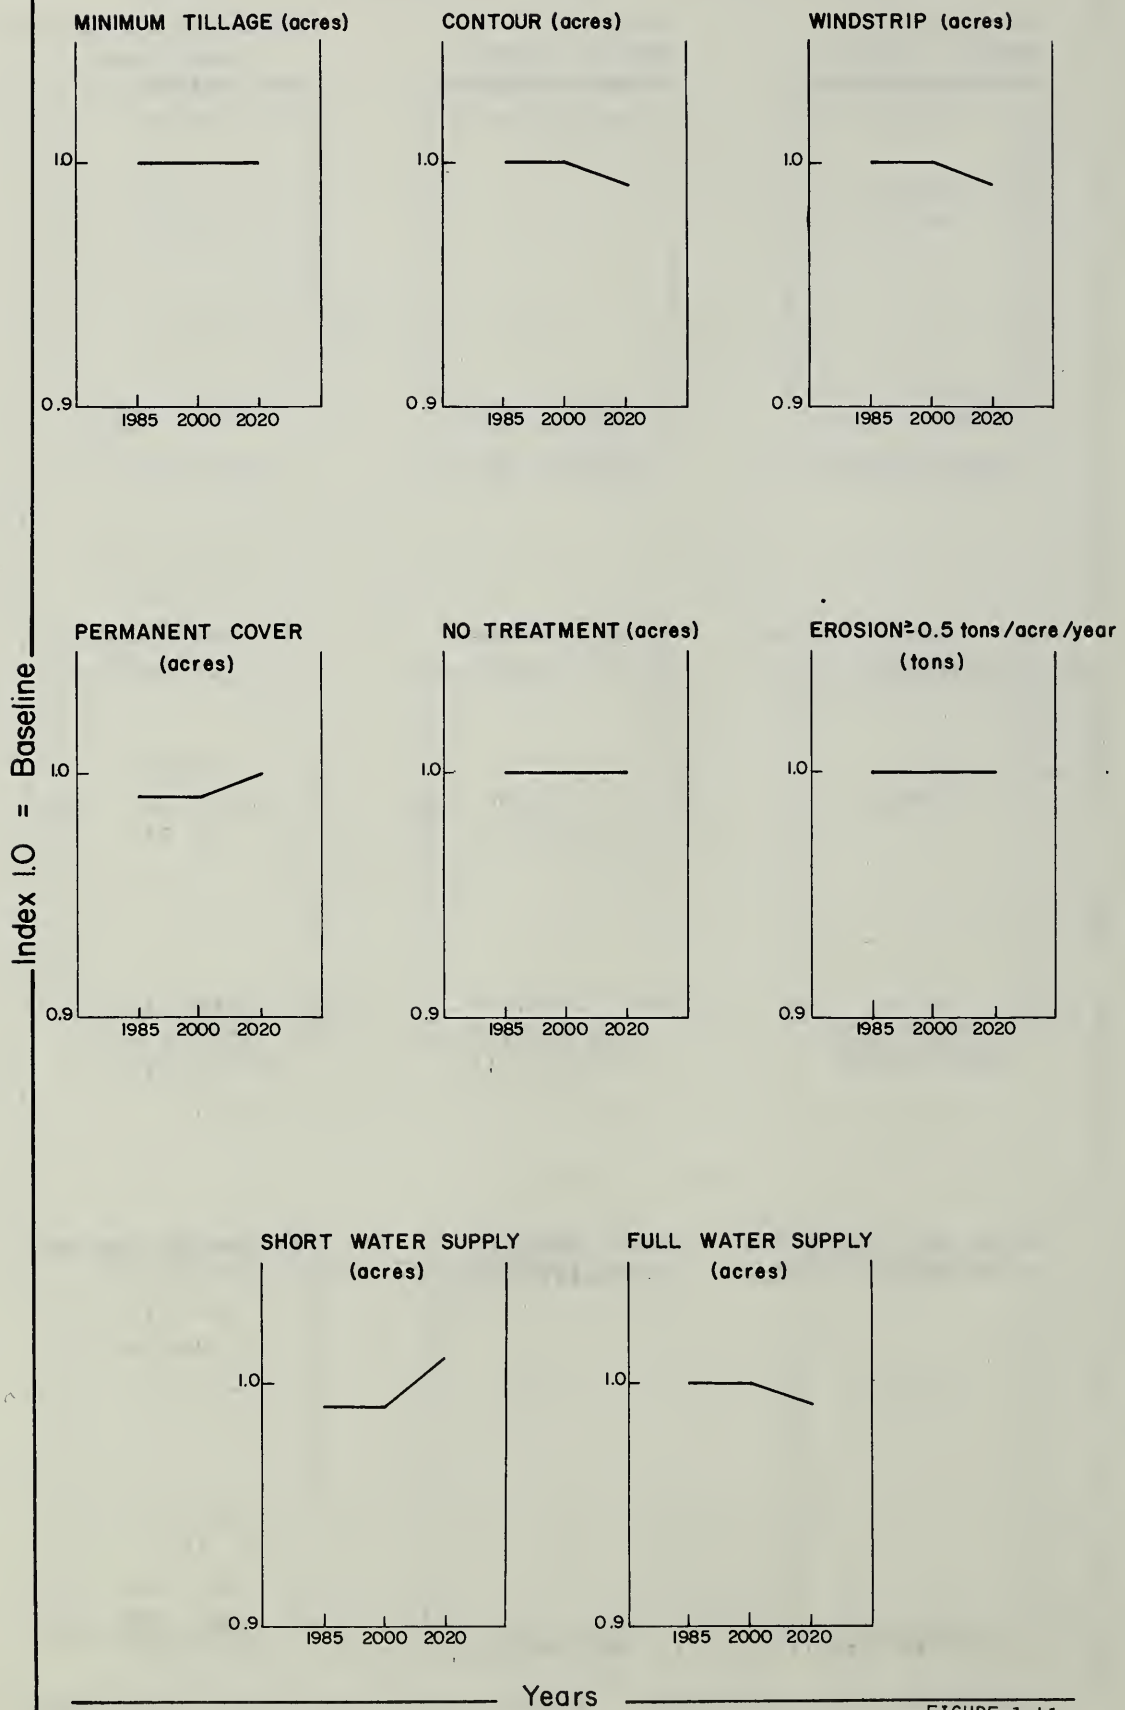 MINIMUM TILLAGE (acres)
CONTOUR (acres)
WINDSTRIP (acres)
1.0
1.0
1.0
0.9
0.9
0.9
1985 2000 2020
1985 2000 2020
1985 2000 2020
Index 1.0 = Baseline
PERMANENT COVER
(acres)
NO TREATMENT (acres)
EROSION≥0.5 tons/acre/year
(tons)
1.0
1.0
1.0
0.9
0.9
0.9
1985 2000 2020
1985 2000 2020
1985 2000 2020
SHORT WATER SUPPLY
(acres)
FULL WATER SUPPLY
(acres)
1.0
1.0
0.9
0.9
1985 2000 2020
1985 2000 2020
Years
FIGURE